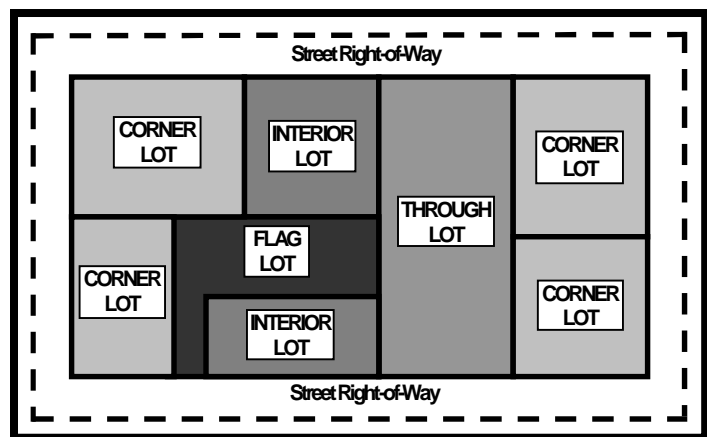 Street Right-of-Way
CORNER
LOT
INTERIOR
LOT
THROUGH
LOT
CORNER
LOT
CORNER
LOT
FLAG
LOT
INTERIOR
LOT
CORNER
LOT
Street Right-of-Way